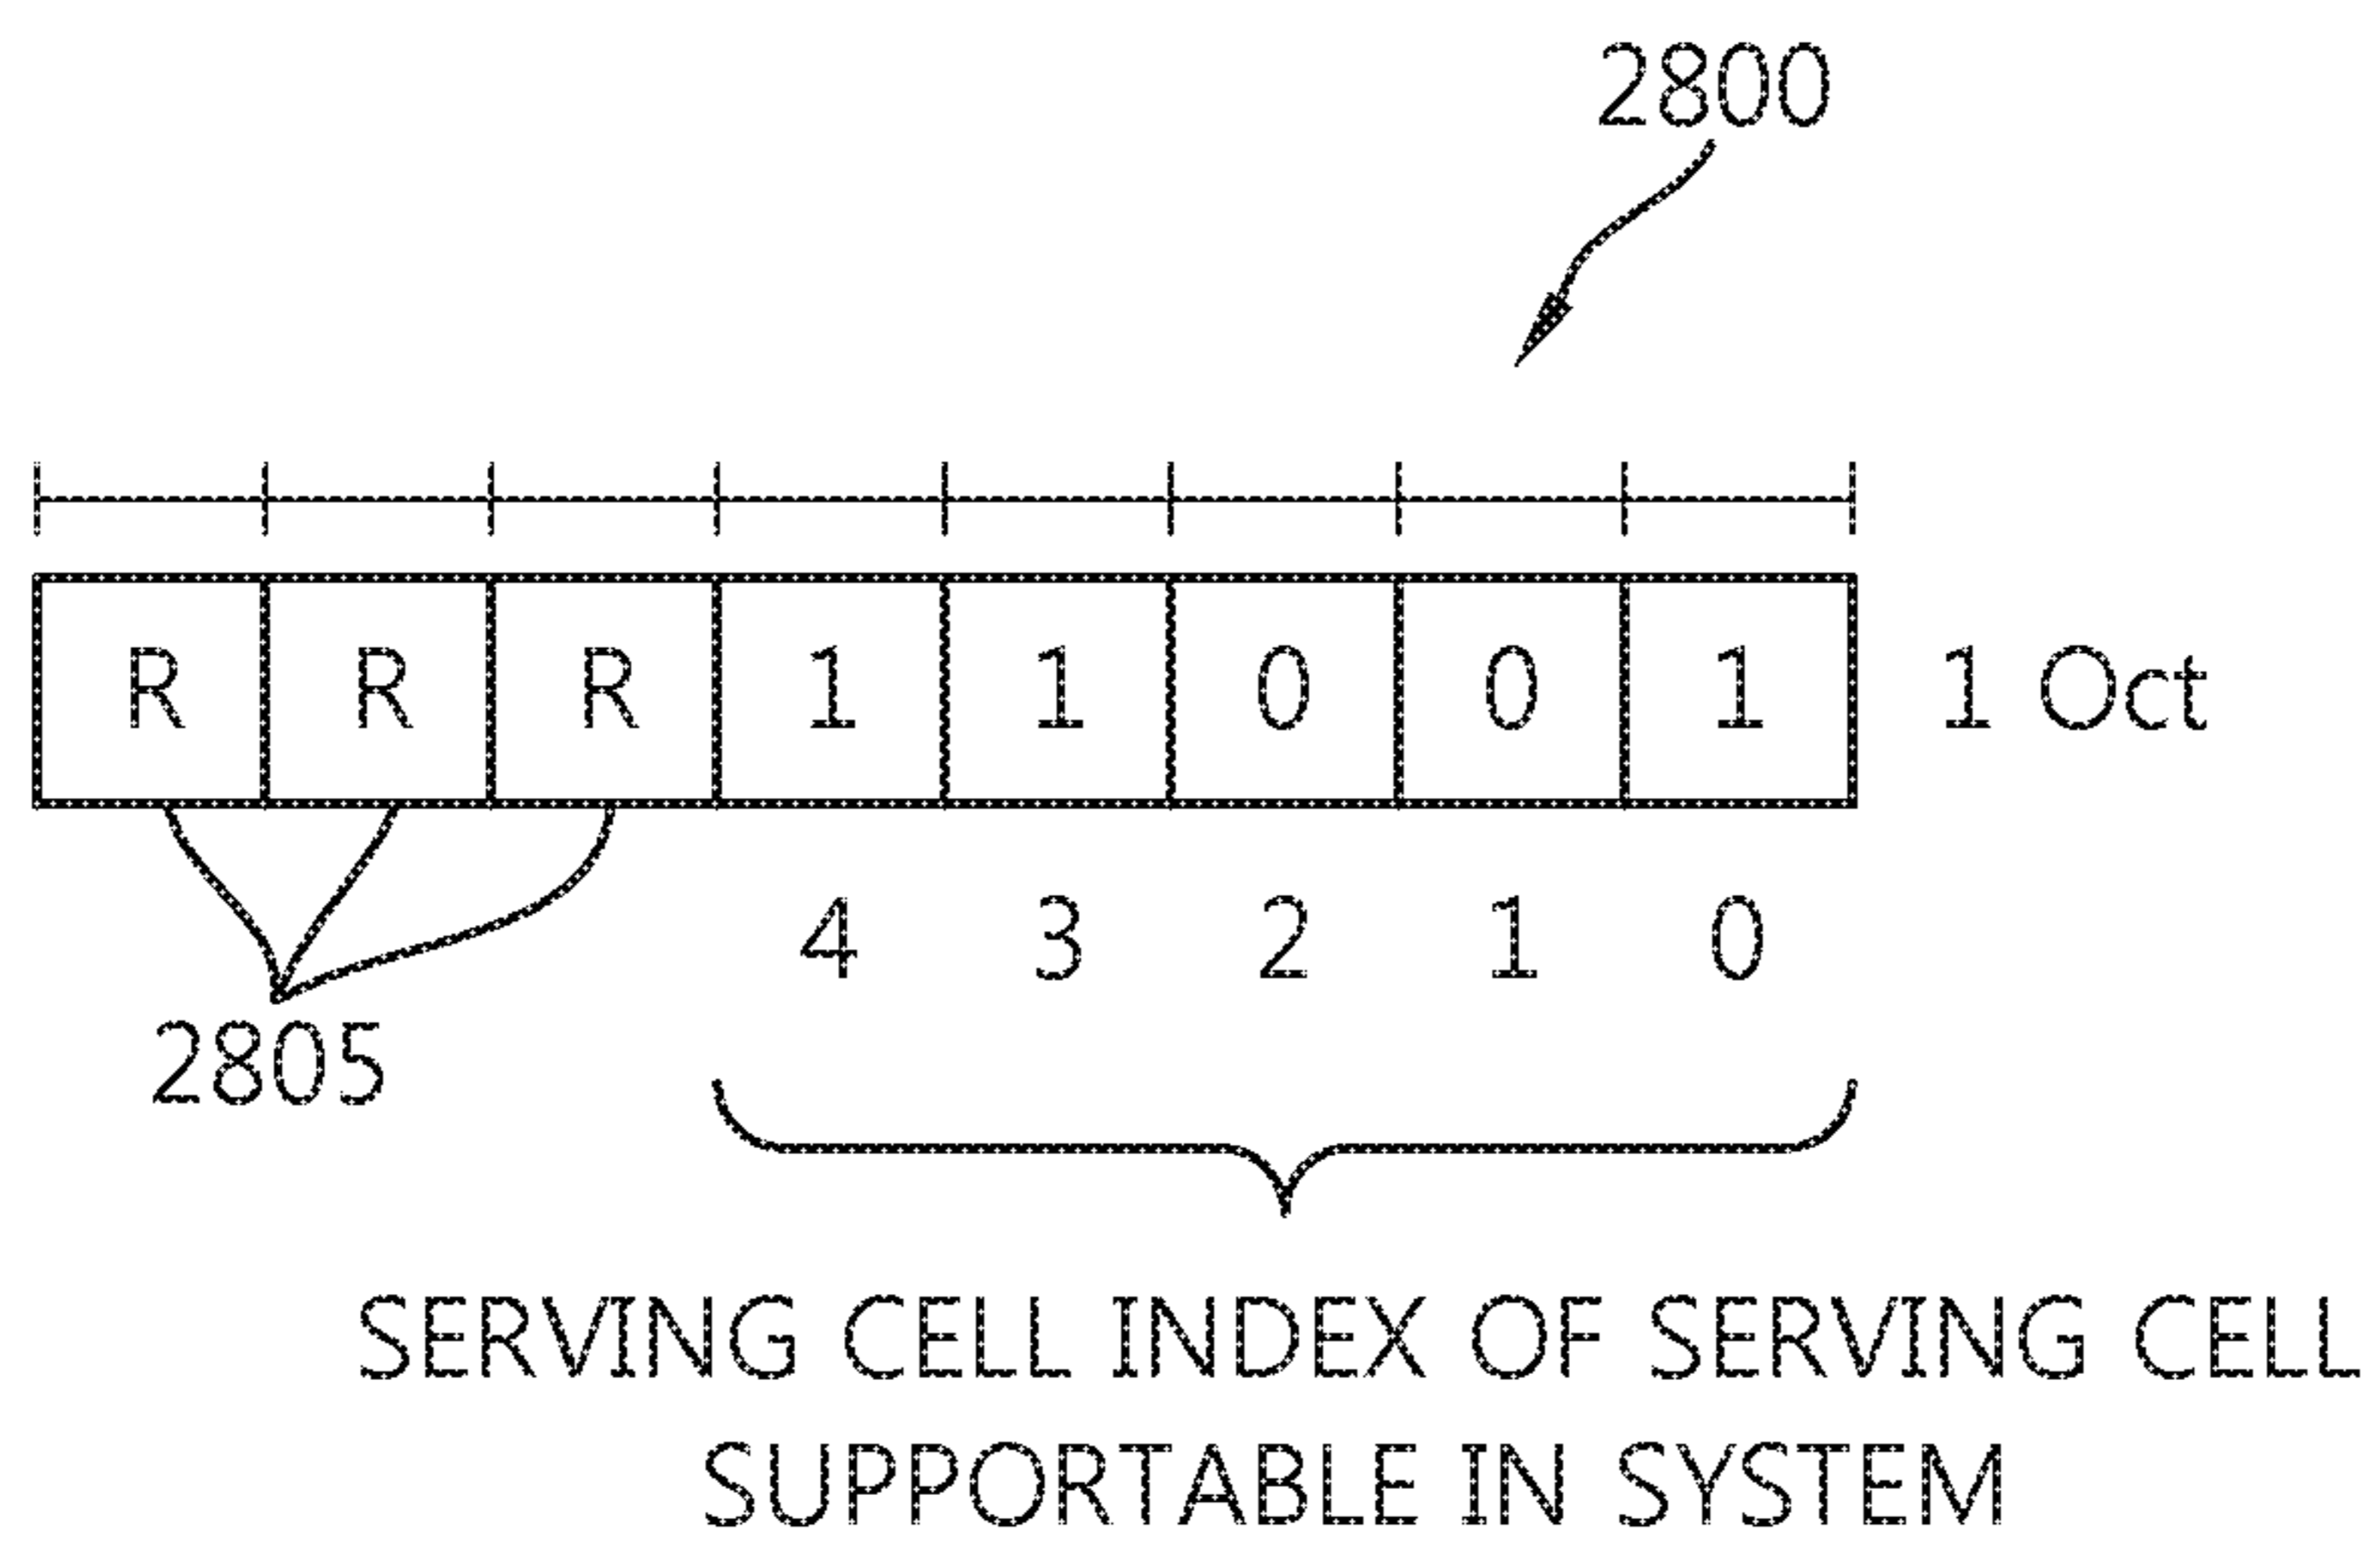 2800
R R R 1 1 0 0 1 1 Oct
4 3 2 1 0
2805
SERVING CELL INDEX OF SERVING CELL
SUPPORTABLE IN SYSTEM